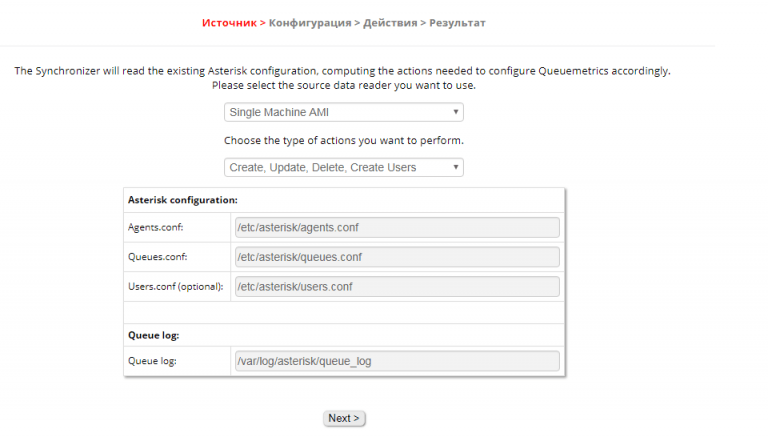 Источник > Конфигурация > Действия > Результат
The Synchronizer will read the existing Asterisk configuration, computing the actions needed to configure Queuemetrics accordingly.
Please select the source data reader you want to use.
Single Machine AMI
Choose the type of actions you want to perform.
Create, Update, Delete, Create Users
Asterisk configuration:
Agents.conf: /etc/asterisk/agents.conf
Queues.conf: /etc/asterisk/queues.conf
Users.conf (optional): /etc/asterisk/users.conf
Queue log:
Queue log: /var/log/asterisk/queue_log
Next >